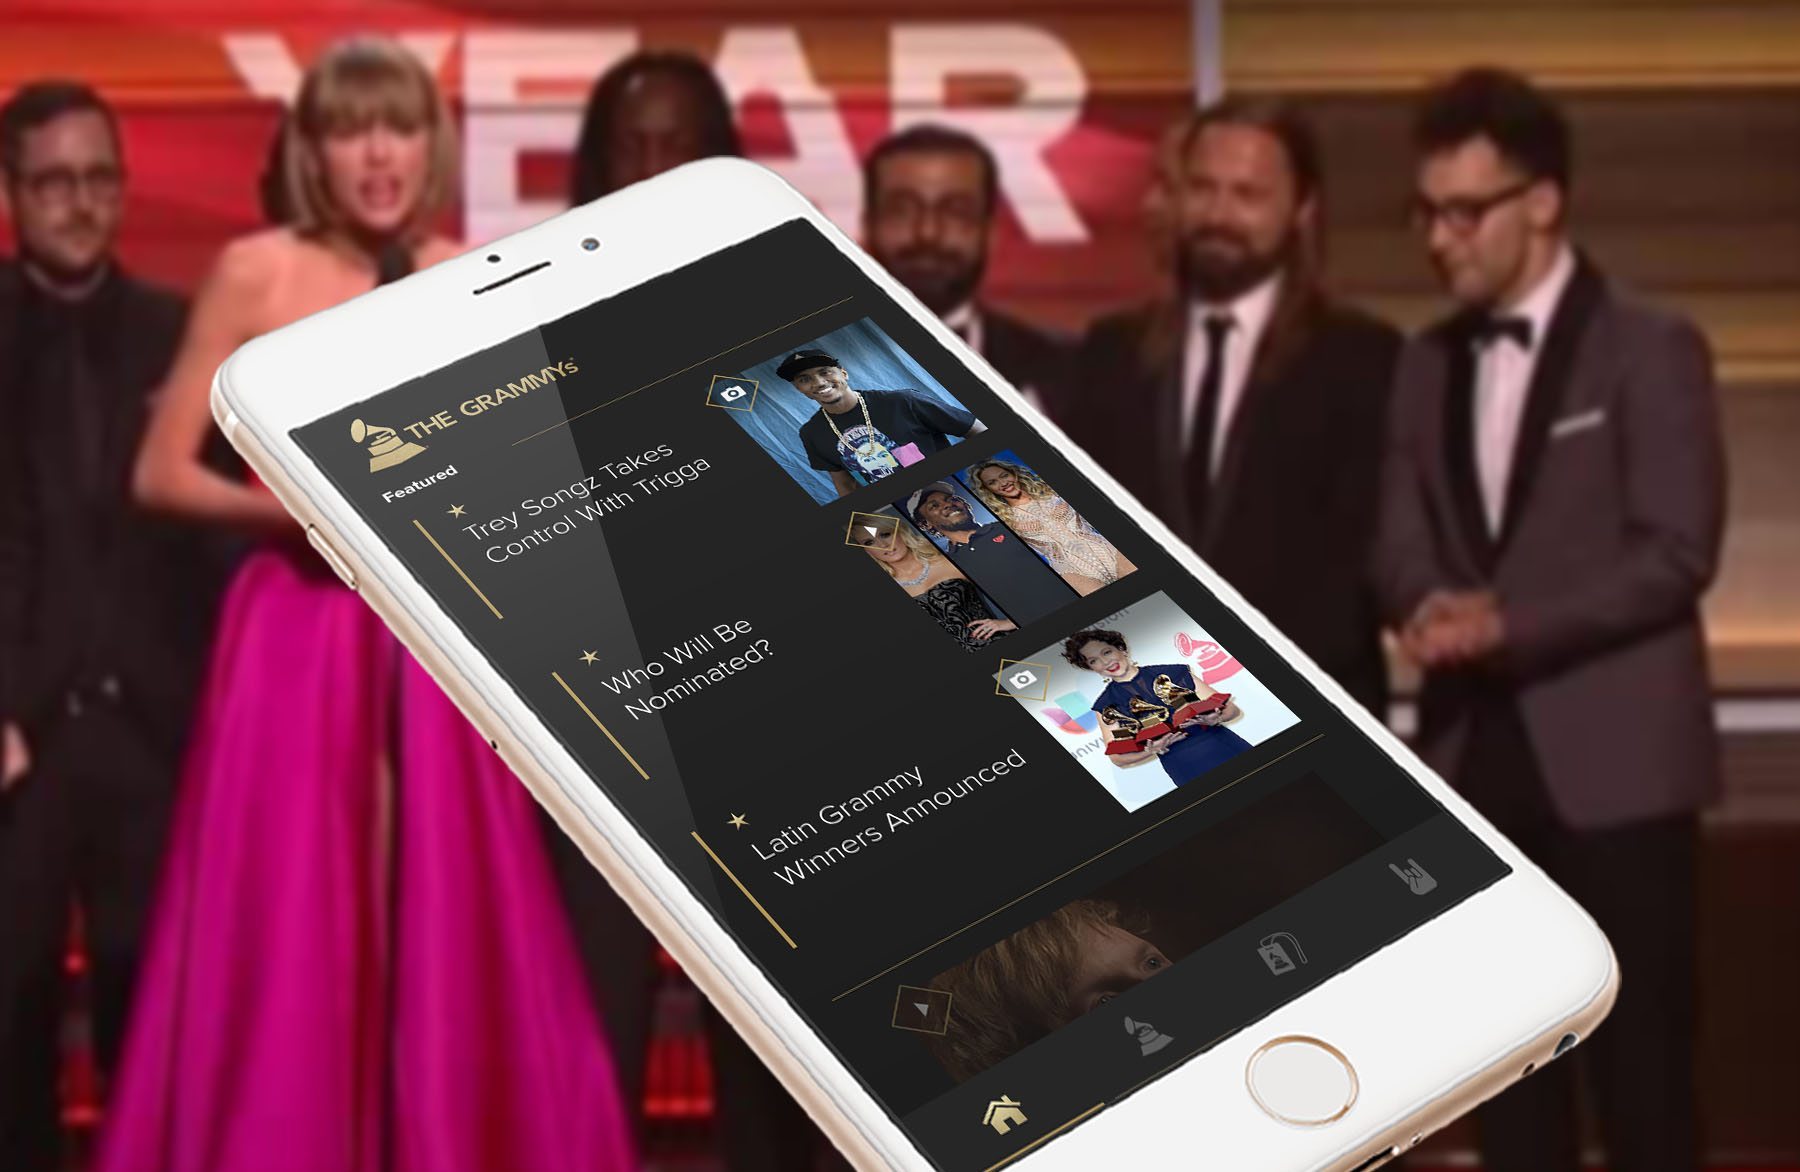 YEAR
THE GRAMMYs
Featured
Trey Songz Takes
Control With Trigga
Who Will Be
Nominated?
Latin Grammy
Winners Announced